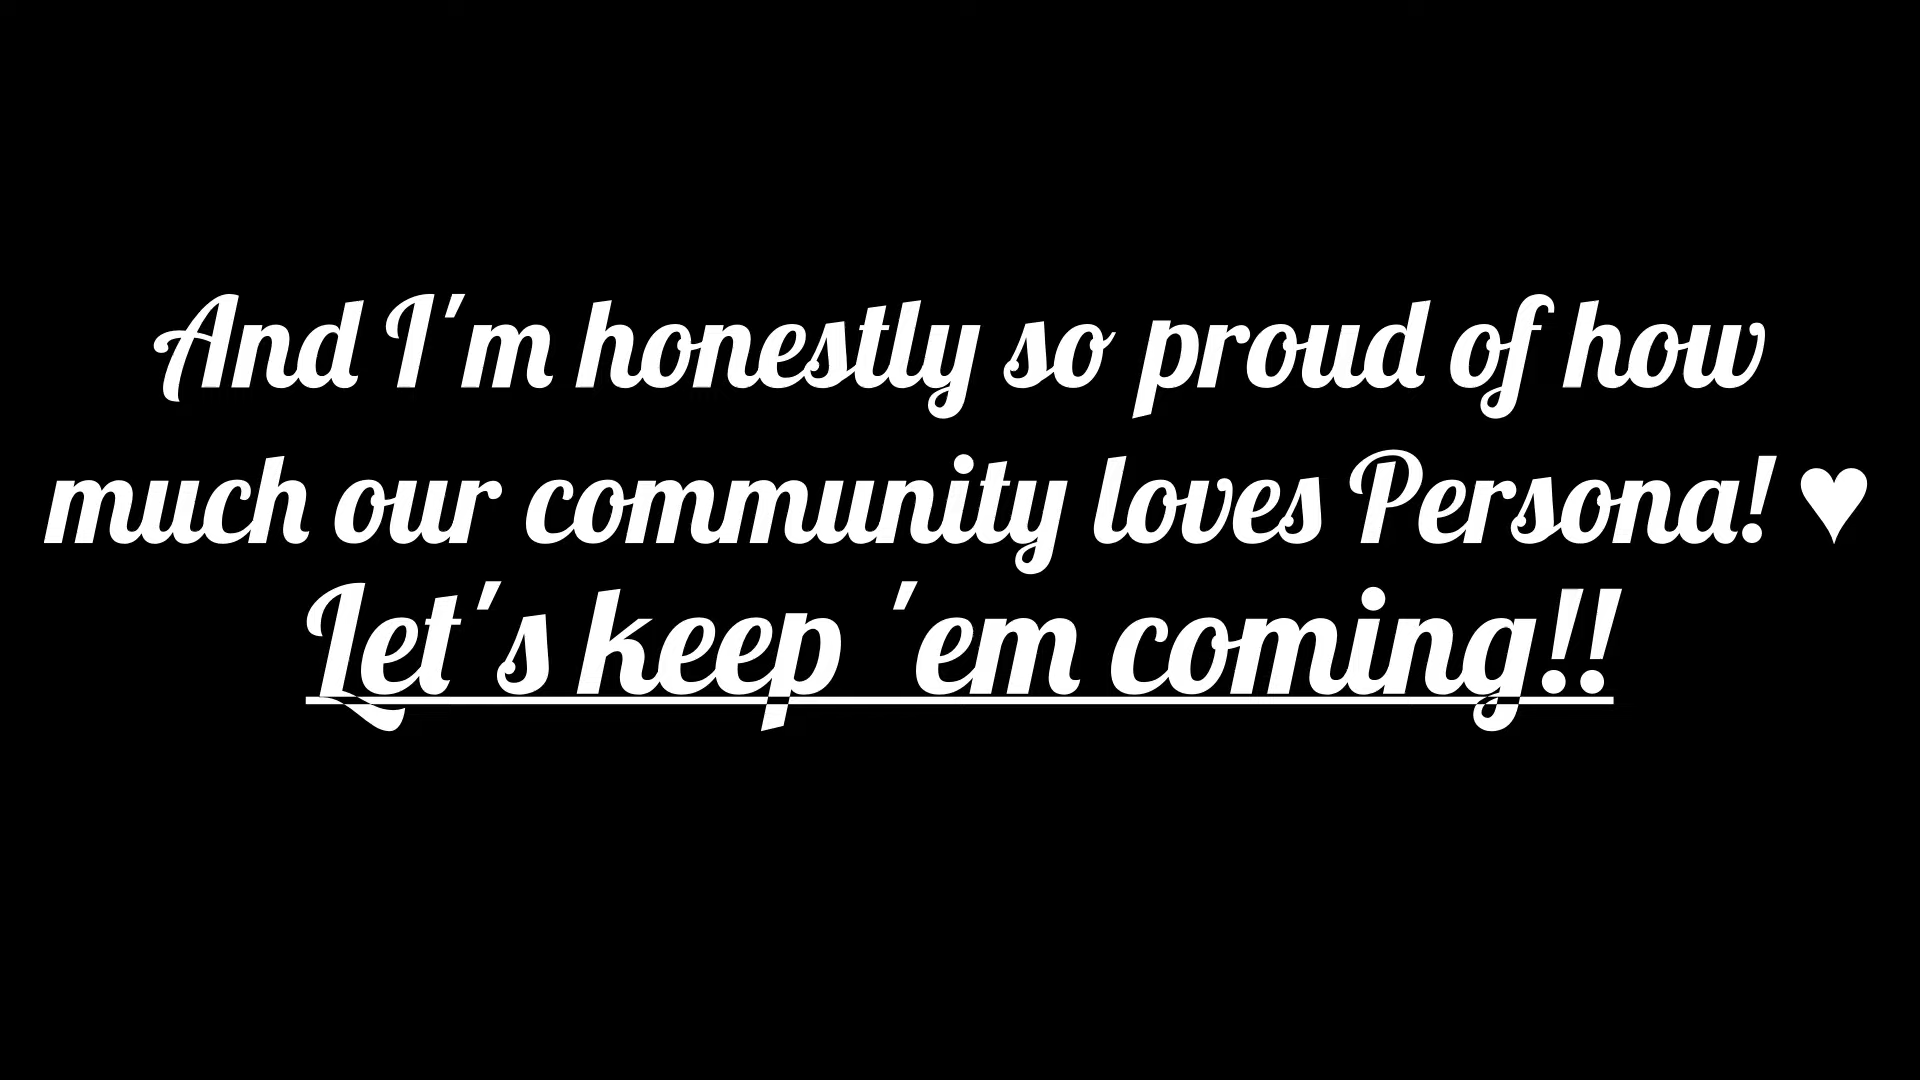 And I'm honestly so proud of how
much our community loves Persona! ♥
Let's keep 'em coming!!